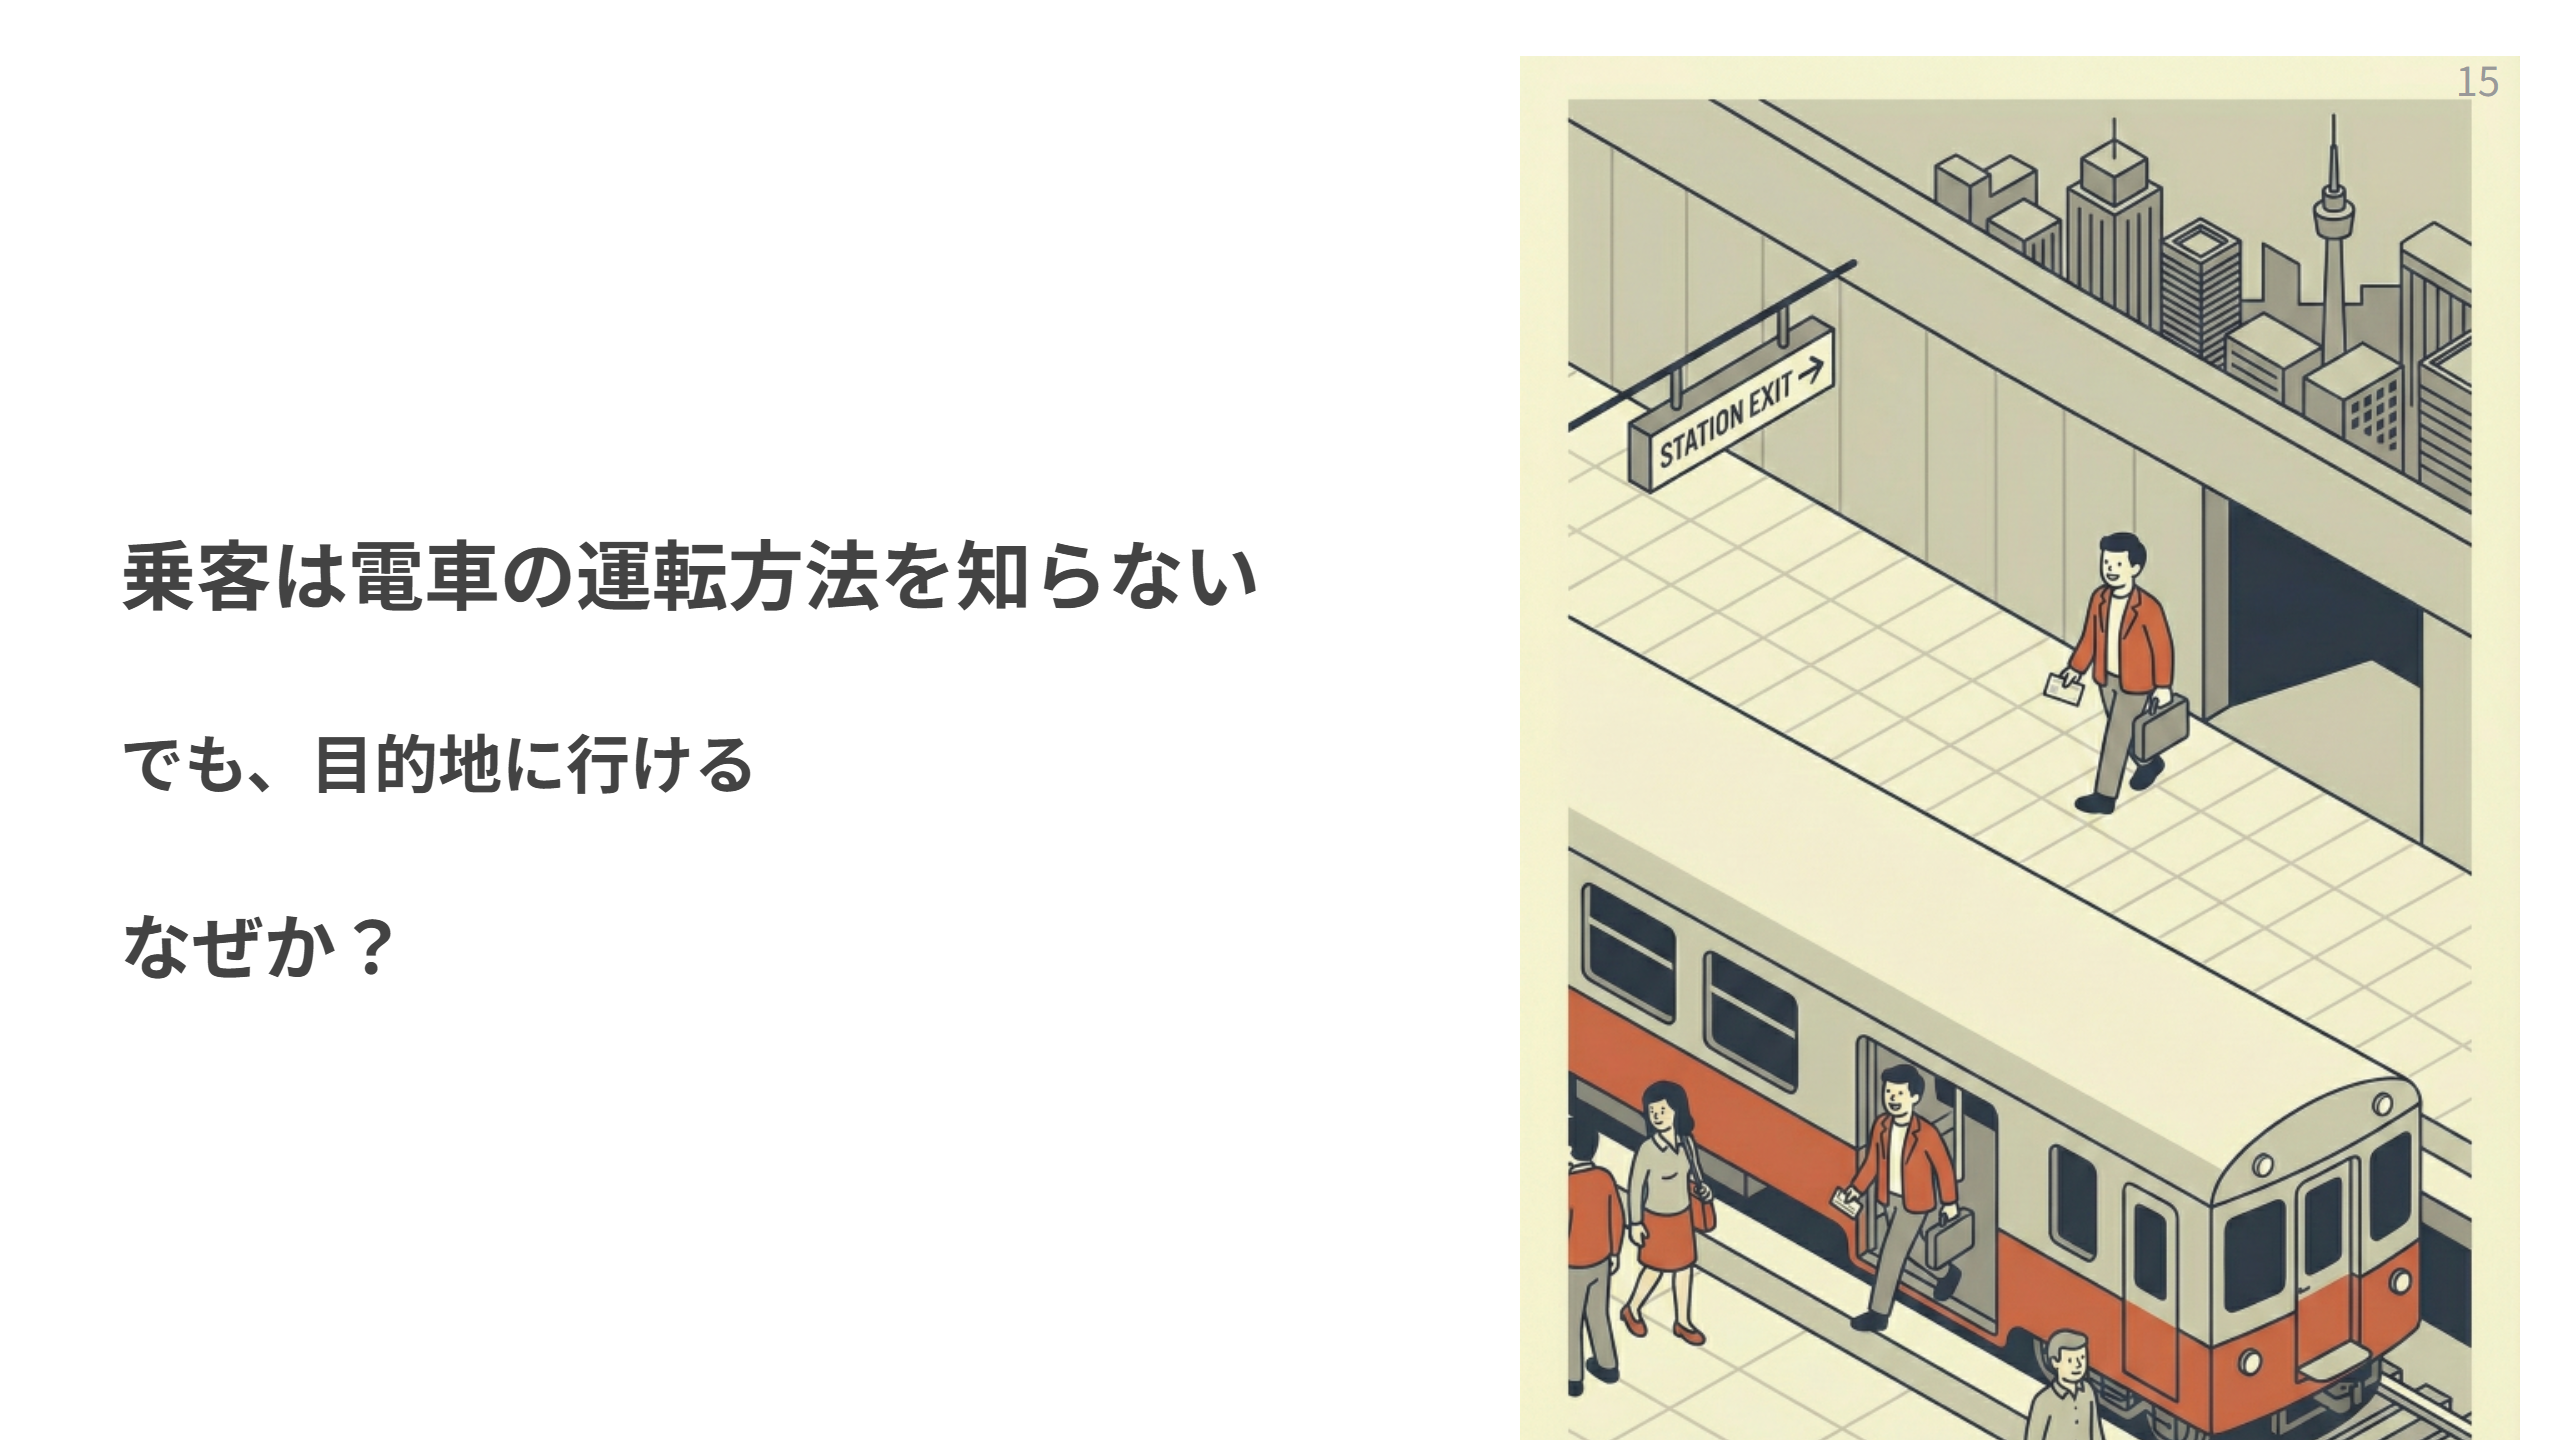 15
STATION EXIT →
乗客は電車の運転方法を知らない
でも、目的地に行ける
なぜか？